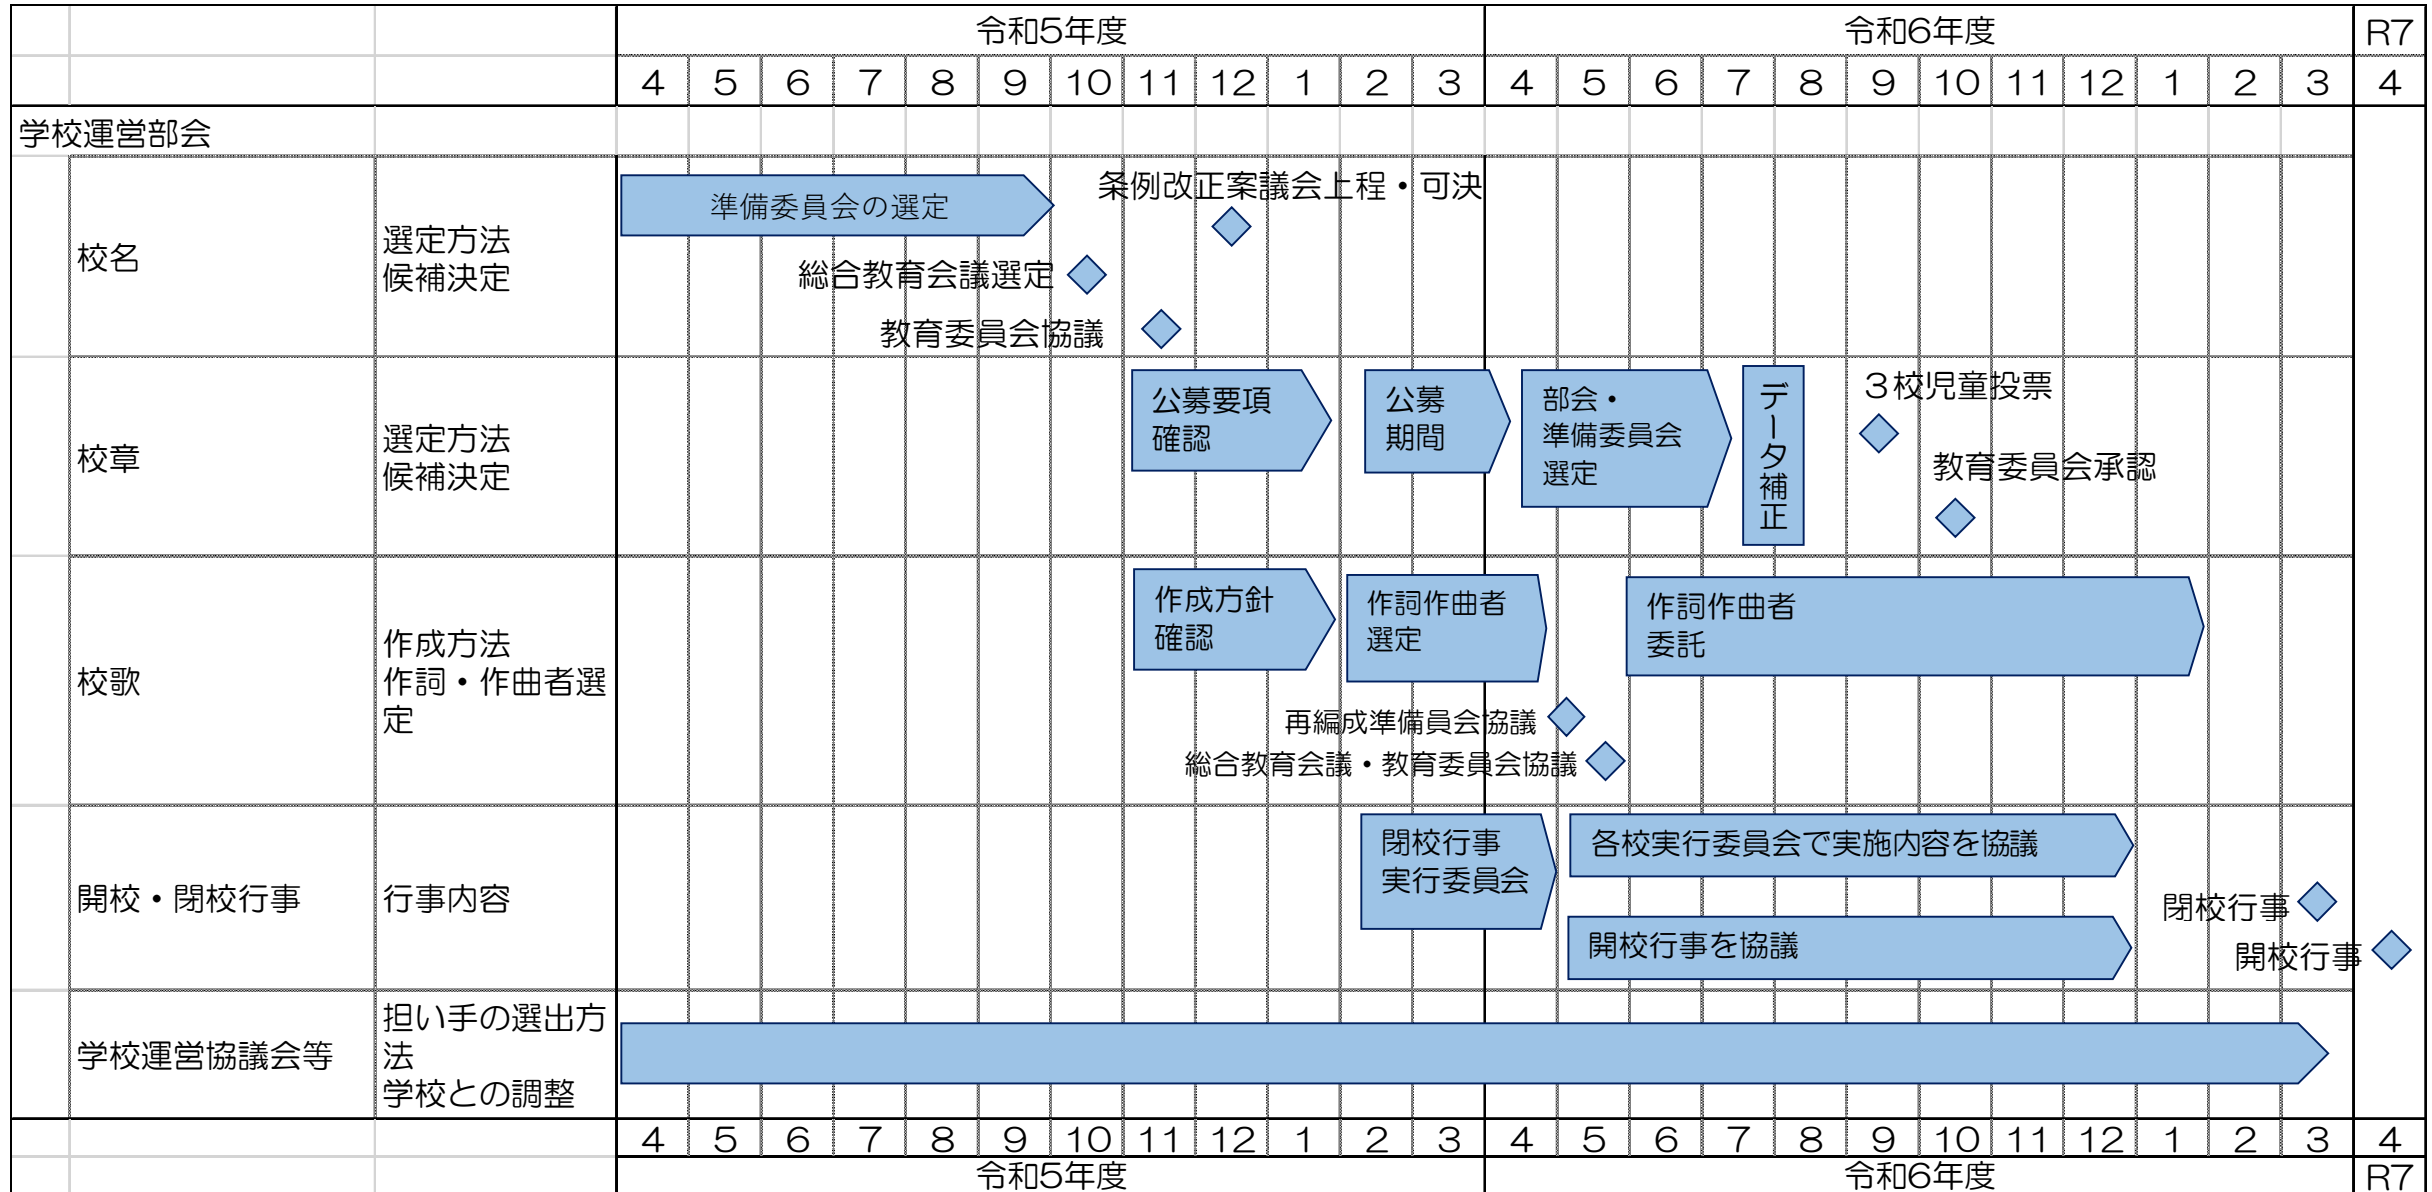 令和5年度 令和6年度 R7
4 5 6 7 8 9 10 11 12 1 2 3 4 5 6 7 8 9 10 11 12 1 2 3 4
学校運営部会
校名
選定方法
候補決定
準備委員会の選定
条例改正案議会上程・可決
総合教育会議選定
教育委員会協議
校章
選定方法
候補決定
公募要項
確認
公募
期間
部会・
準備委員会
選定
データ補正
３校児童投票
教育委員会承認
校歌
作成方法
作詞・作曲者選
定
作成方針
確認
作詞作曲者
選定
作詞作曲者
委託
再編成準備員会協議
総合教育会議・教育委員会協議
開校・閉校行事
行事内容
閉校行事
実行委員会
各校実行委員会で実施内容を協議
開校行事を協議
閉校行事
開校行事
学校運営協議会等
担い手の選出方
法
学校との調整
4 5 6 7 8 9 10 11 12 1 2 3 4 5 6 7 8 9 10 11 12 1 2 3 4
令和5年度 令和6年度 R7